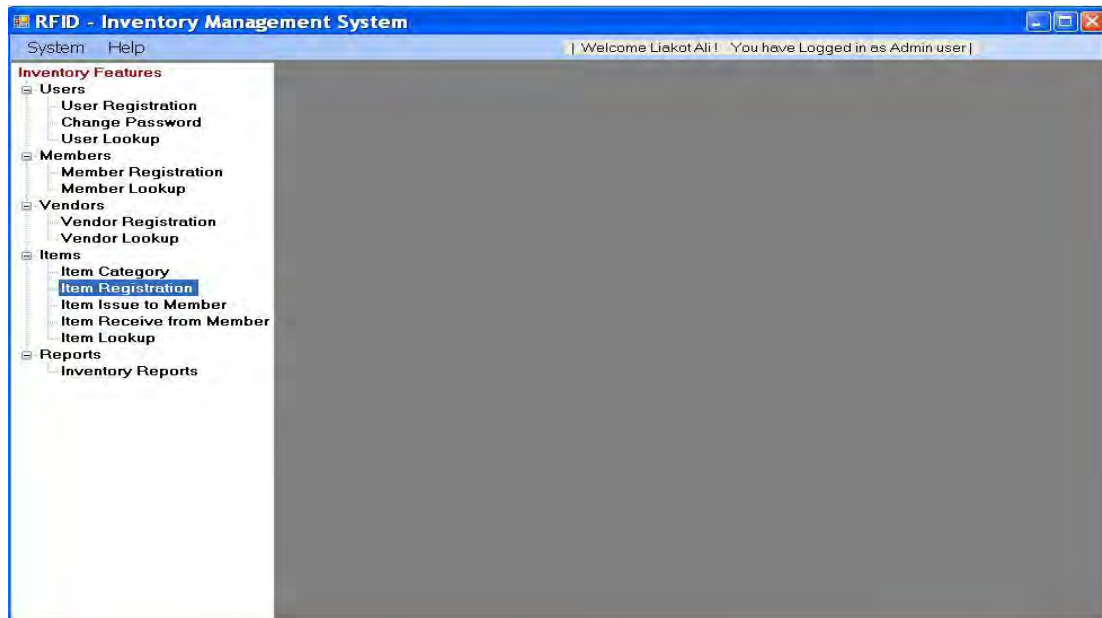 RFID - Inventory Management System
System Help | Welcome Liakot Ali ! You have Logged in as Admin user |
Inventory Features
Users
User Registration
Change Password
User Lookup
Members
Member Registration
Member Lookup
Vendors
Vendor Registration
Vendor Lookup
Items
Item Category
Item Registration
Item Issue to Member
Item Receive from Member
Item Lookup
Reports
Inventory Reports